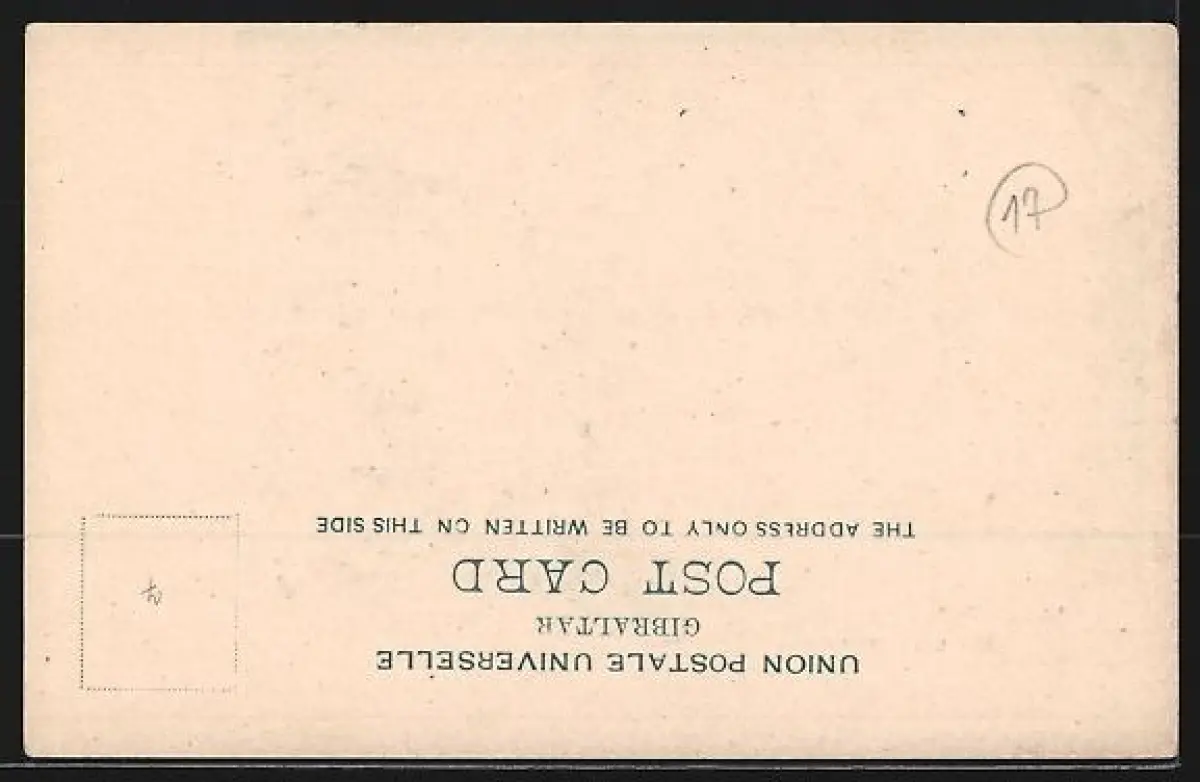 UNION POSTALE UNIVERSELLE
GIBRALTAR
POST CARD
THE ADDRESS ONLY TO BE WRITTEN ON THIS SIDE
17